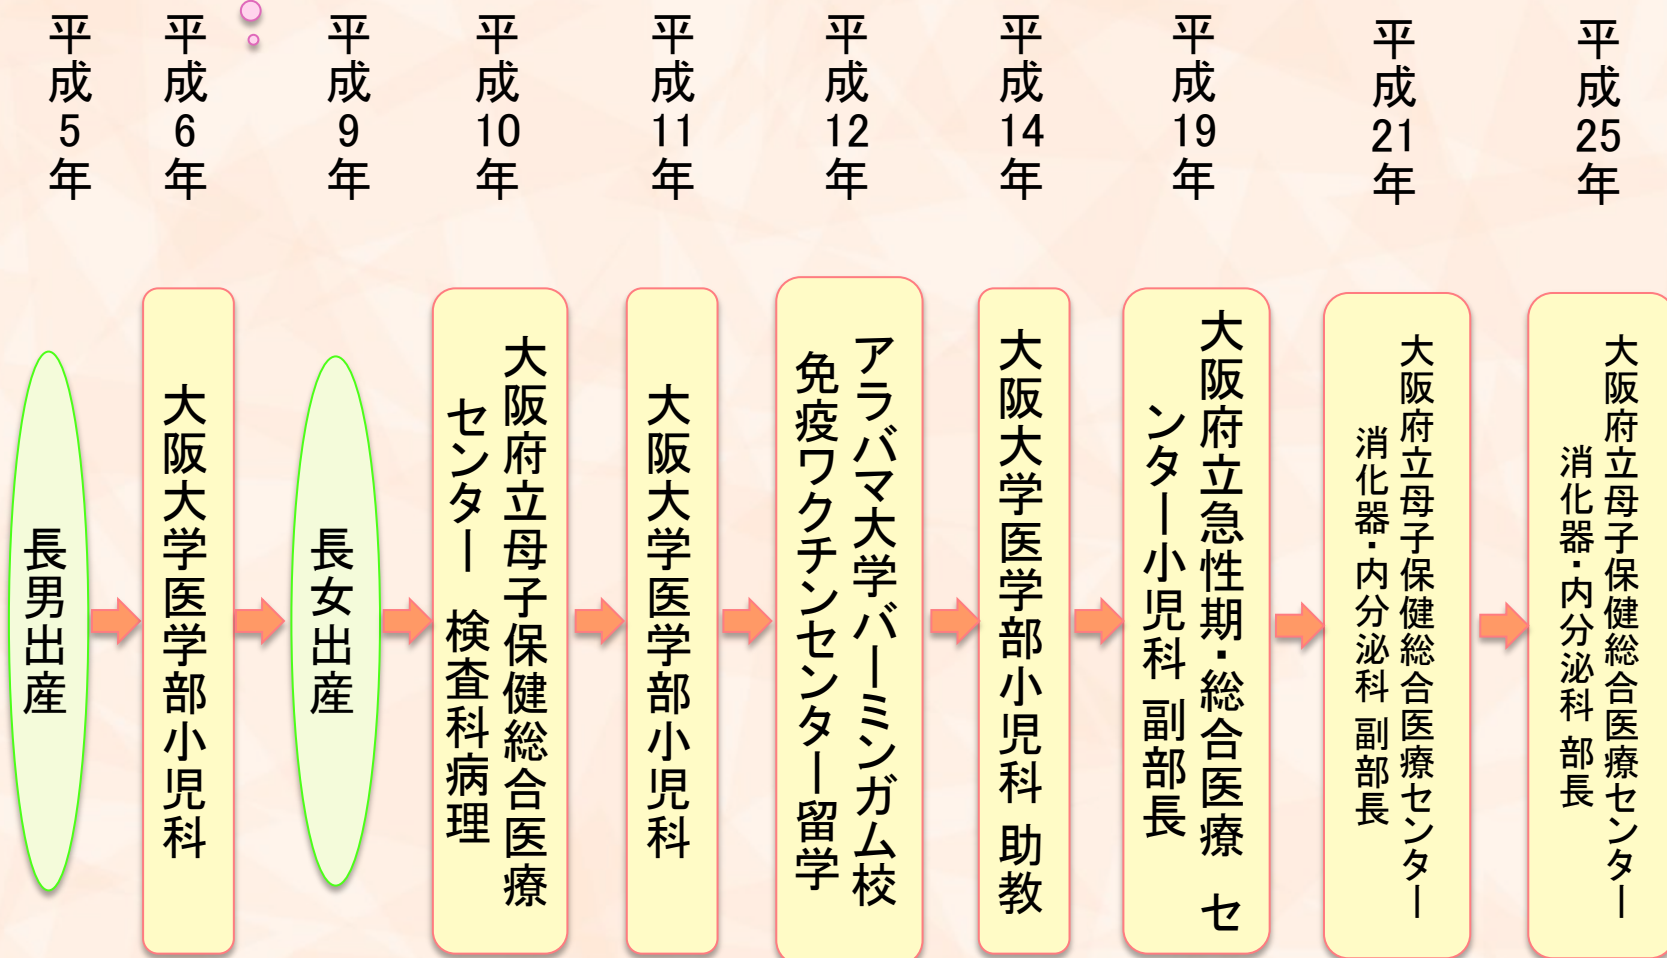 平成5年
平成6年
平成9年
平成10年
平成11年
平成12年
平成14年
平成19年
平成21年
平成25年
長男出産
大阪大学医学部小児科
長女出産
大阪府立母子保健総合医療
センター 検査科病理
大阪大学医学部小児科
アラバマ大学バーミンガム校
免疫ワクチンセンター留学
大阪大学医学部小児科 助教
大阪府立急性期・総合医療 セ
ンター小児科 副部長
大阪府立母子保健総合医療センター
消化器・内分泌科 副部長
大阪府立母子保健総合医療センター
消化器・内分泌科 部長